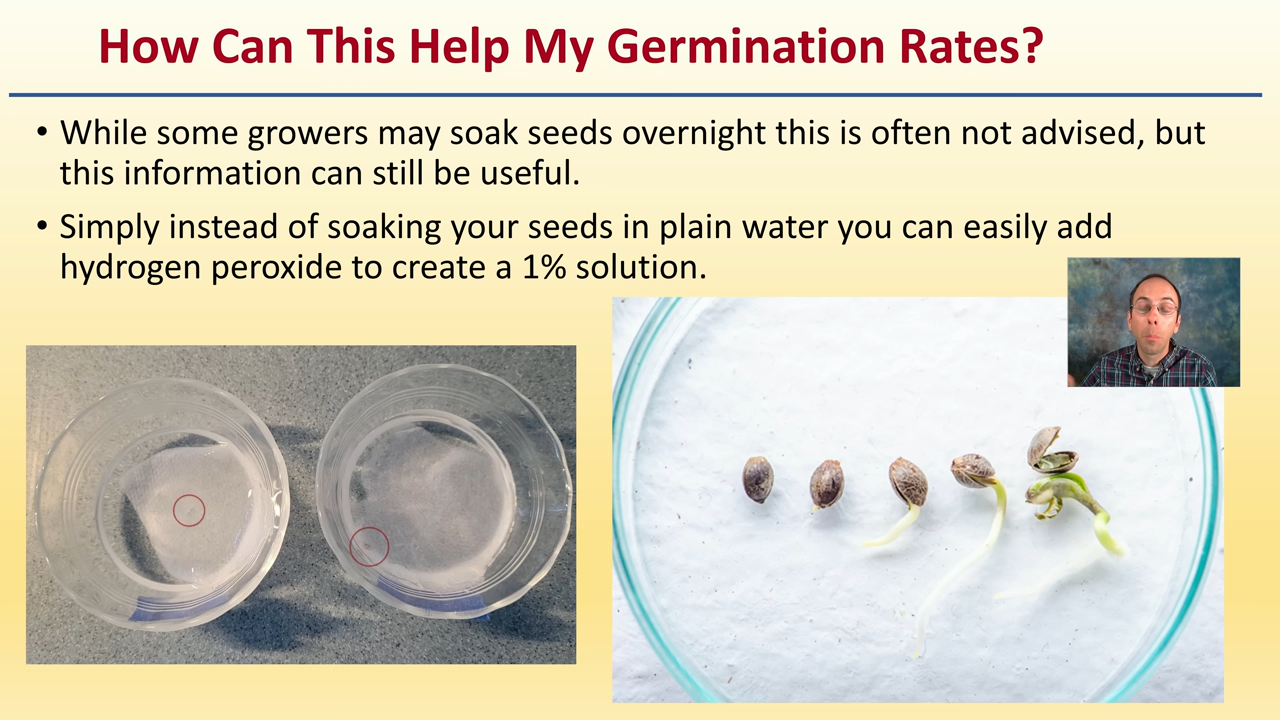 How Can This Help My Germination Rates?
• While some growers may soak seeds overnight this is often not advised, but
this information can still be useful.
• Simply instead of soaking your seeds in plain water you can easily add
hydrogen peroxide to create a 1% solution.